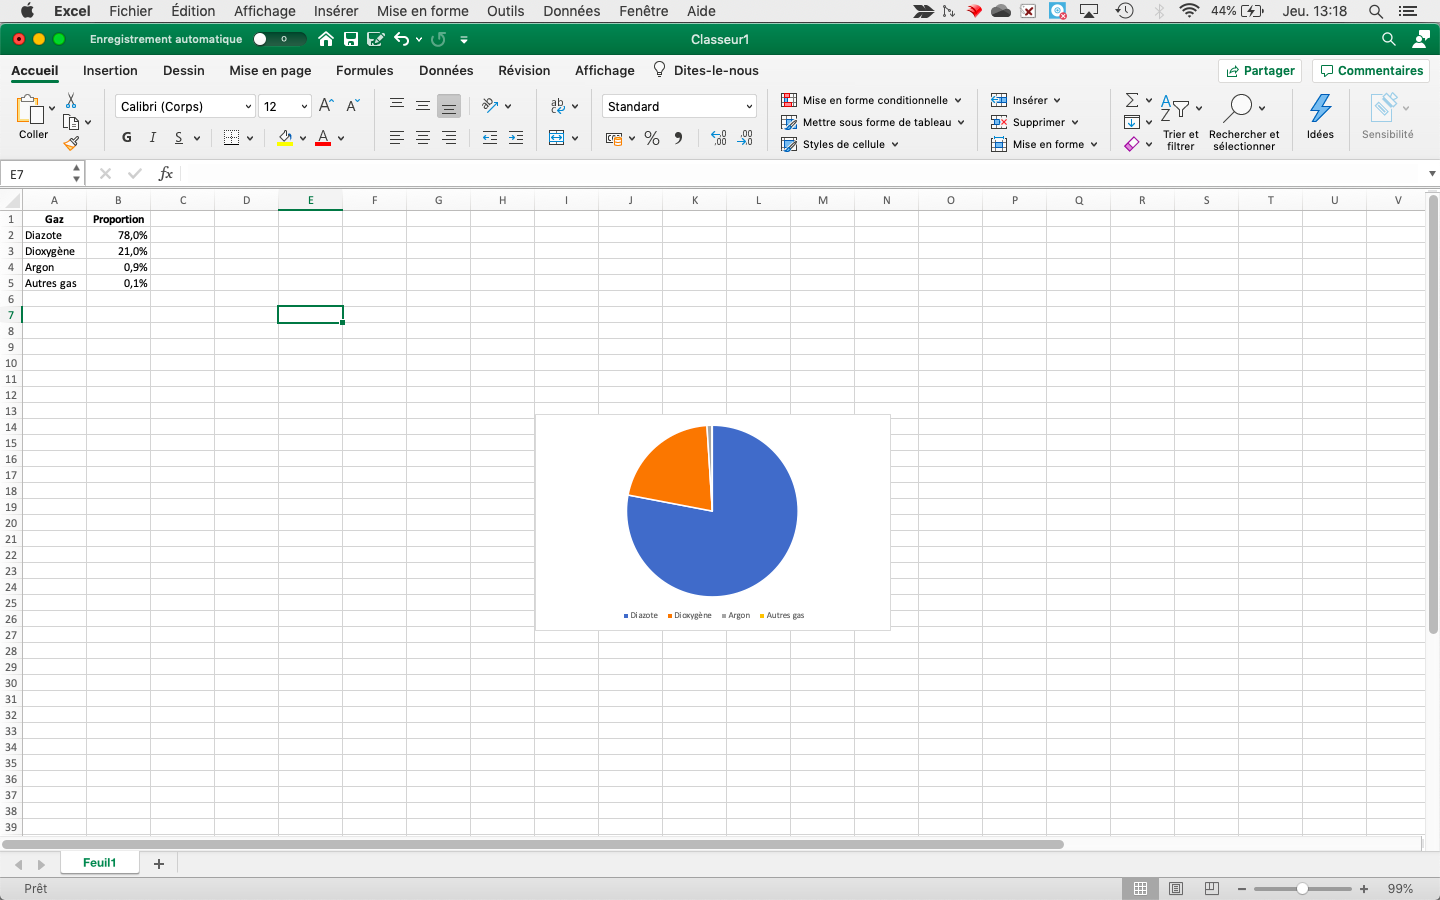 Excel Fichier Édition Affichage Insérer Mise en forme Outils Données Fenêtre Aide 44% Jeu. 13:18
Enregistrement automatique Classeur1
Accueil Insertion Dessin Mise en page Formules Données Révision Affichage Dites-le-nous Partager Commentaires
Calibri (Corps) 12 Standard Mise en forme conditionnelle Insérer
Mettre sous forme de tableau Supprimer
Coller G I S Styles de cellule Mise en forme Trier et filtrer Rechercher et sélectionner Idées Sensibilité
E7 fx
A B C D E F G H I J K L M N O P Q R S T U V
1 Gaz Proportion
2 Diazote 78,0%
3 Dioxygène 21,0%
4 Argon 0,9%
5 Autres gas 0,1%
6
7
8
9
10
11
12
13
14
15
16
17
18
19
20
21
22
23
24
25
26
27
28
29
30
31
32
33
34
35
36
37
38
39
Diazote Dioxygène Argon Autres gas
Feuil1 +
Prêt 99%